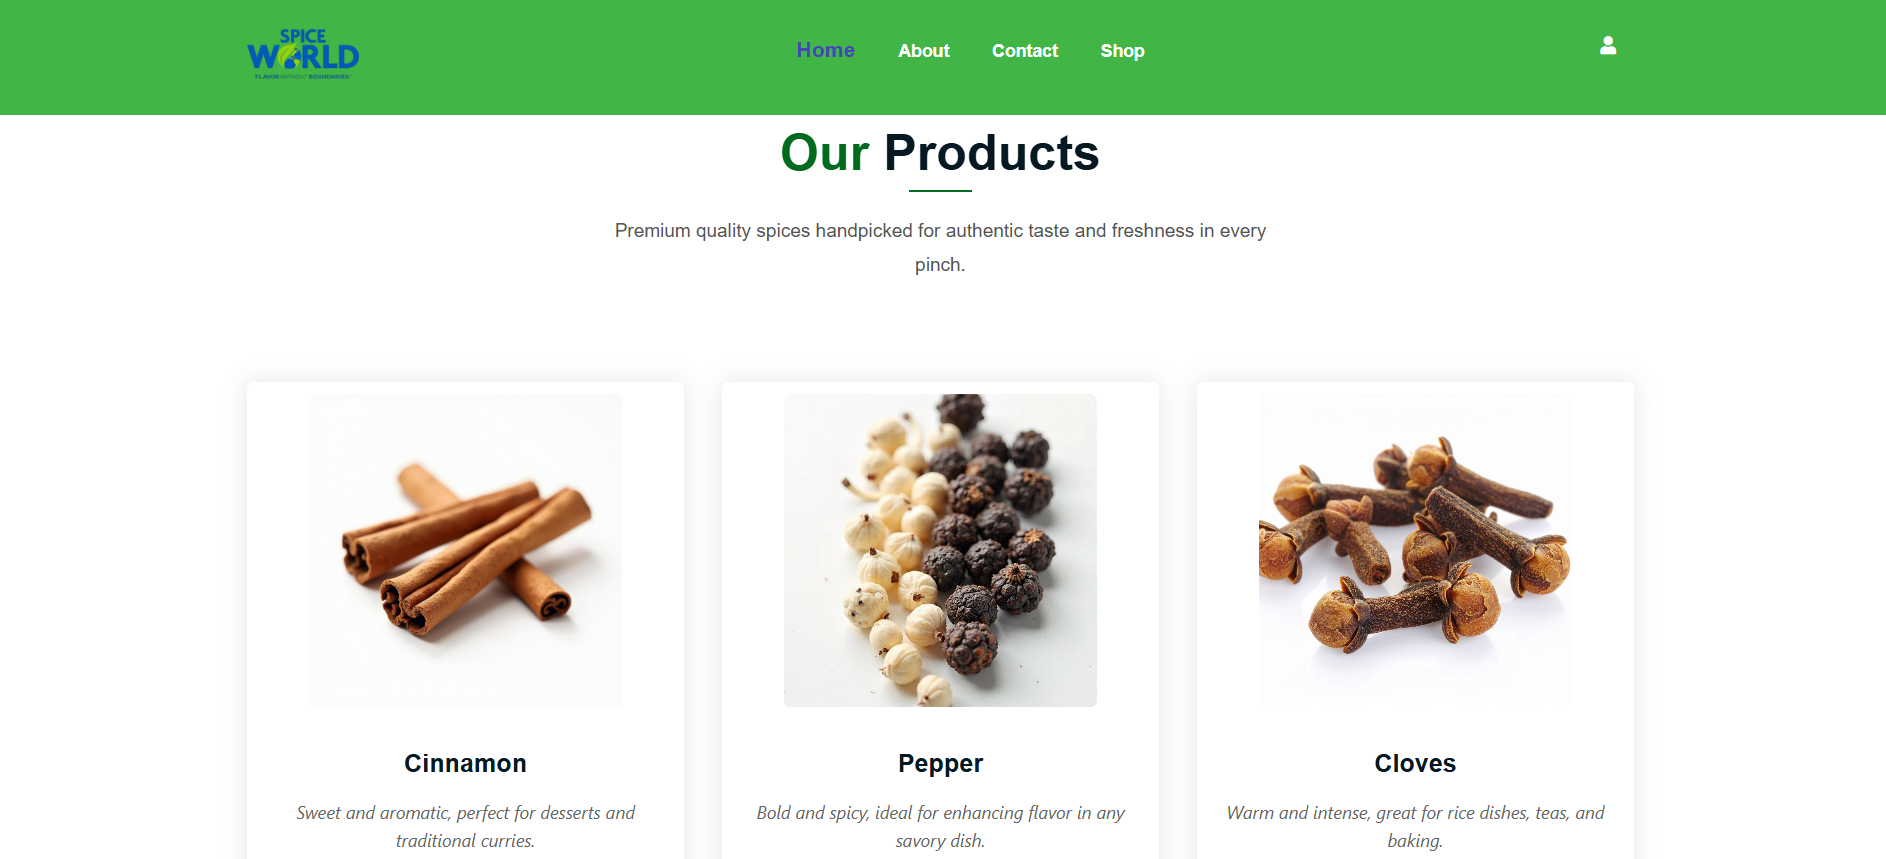 SPICE
WORLD
FLAVOR WITHOUT BOUNDARIES
Home
About
Contact
Shop
Our Products
Premium quality spices handpicked for authentic taste and freshness in every
pinch.
Cinnamon
Sweet and aromatic, perfect for desserts and
traditional curries.
Pepper
Bold and spicy, ideal for enhancing flavor in any
savory dish.
Cloves
Warm and intense, great for rice dishes, teas, and
baking.